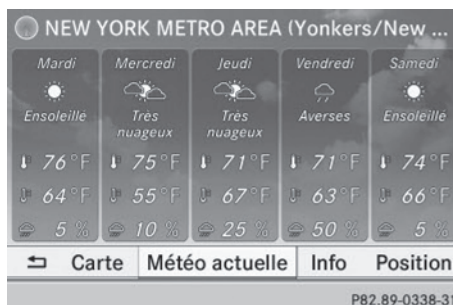 NEW YORK METRO AREA (Yonkers/New ...
Mardi Mercredi Jeudi Vendredi Samedi
Ensoleillé Très nuageux Très nuageux Averses Ensoleillé
76°F 75°F 71°F 71°F 74°F
64°F 55°F 67°F 63°F 66°F
5 % 10 % 25 % 50 % 5 %
Carte Météo actuelle Info Position
P82.89-0338-31